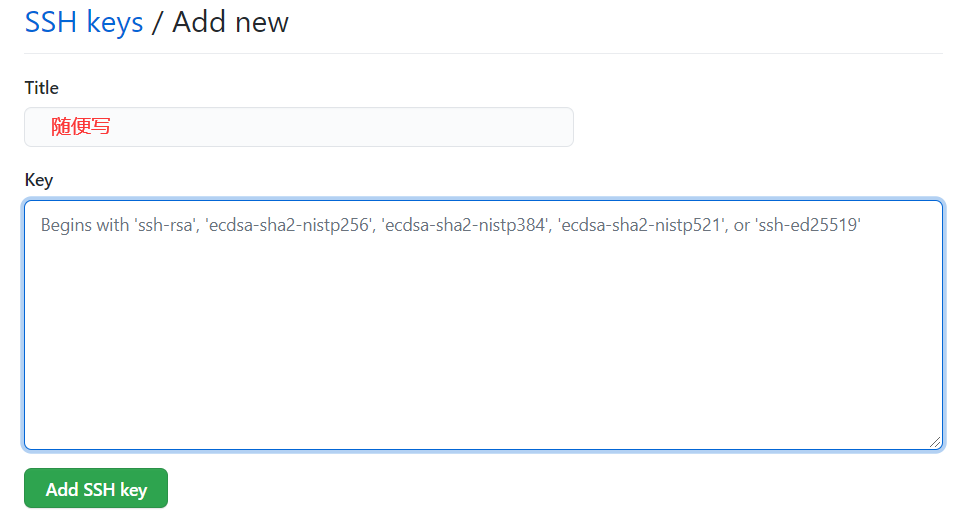 SSH keys / Add new
Title
随便写
Key
Begins with 'ssh-rsa', 'ecdsa-sha2-nistp256', 'ecdsa-sha2-nistp384', 'ecdsa-sha2-nistp521', or 'ssh-ed25519'
Add SSH key